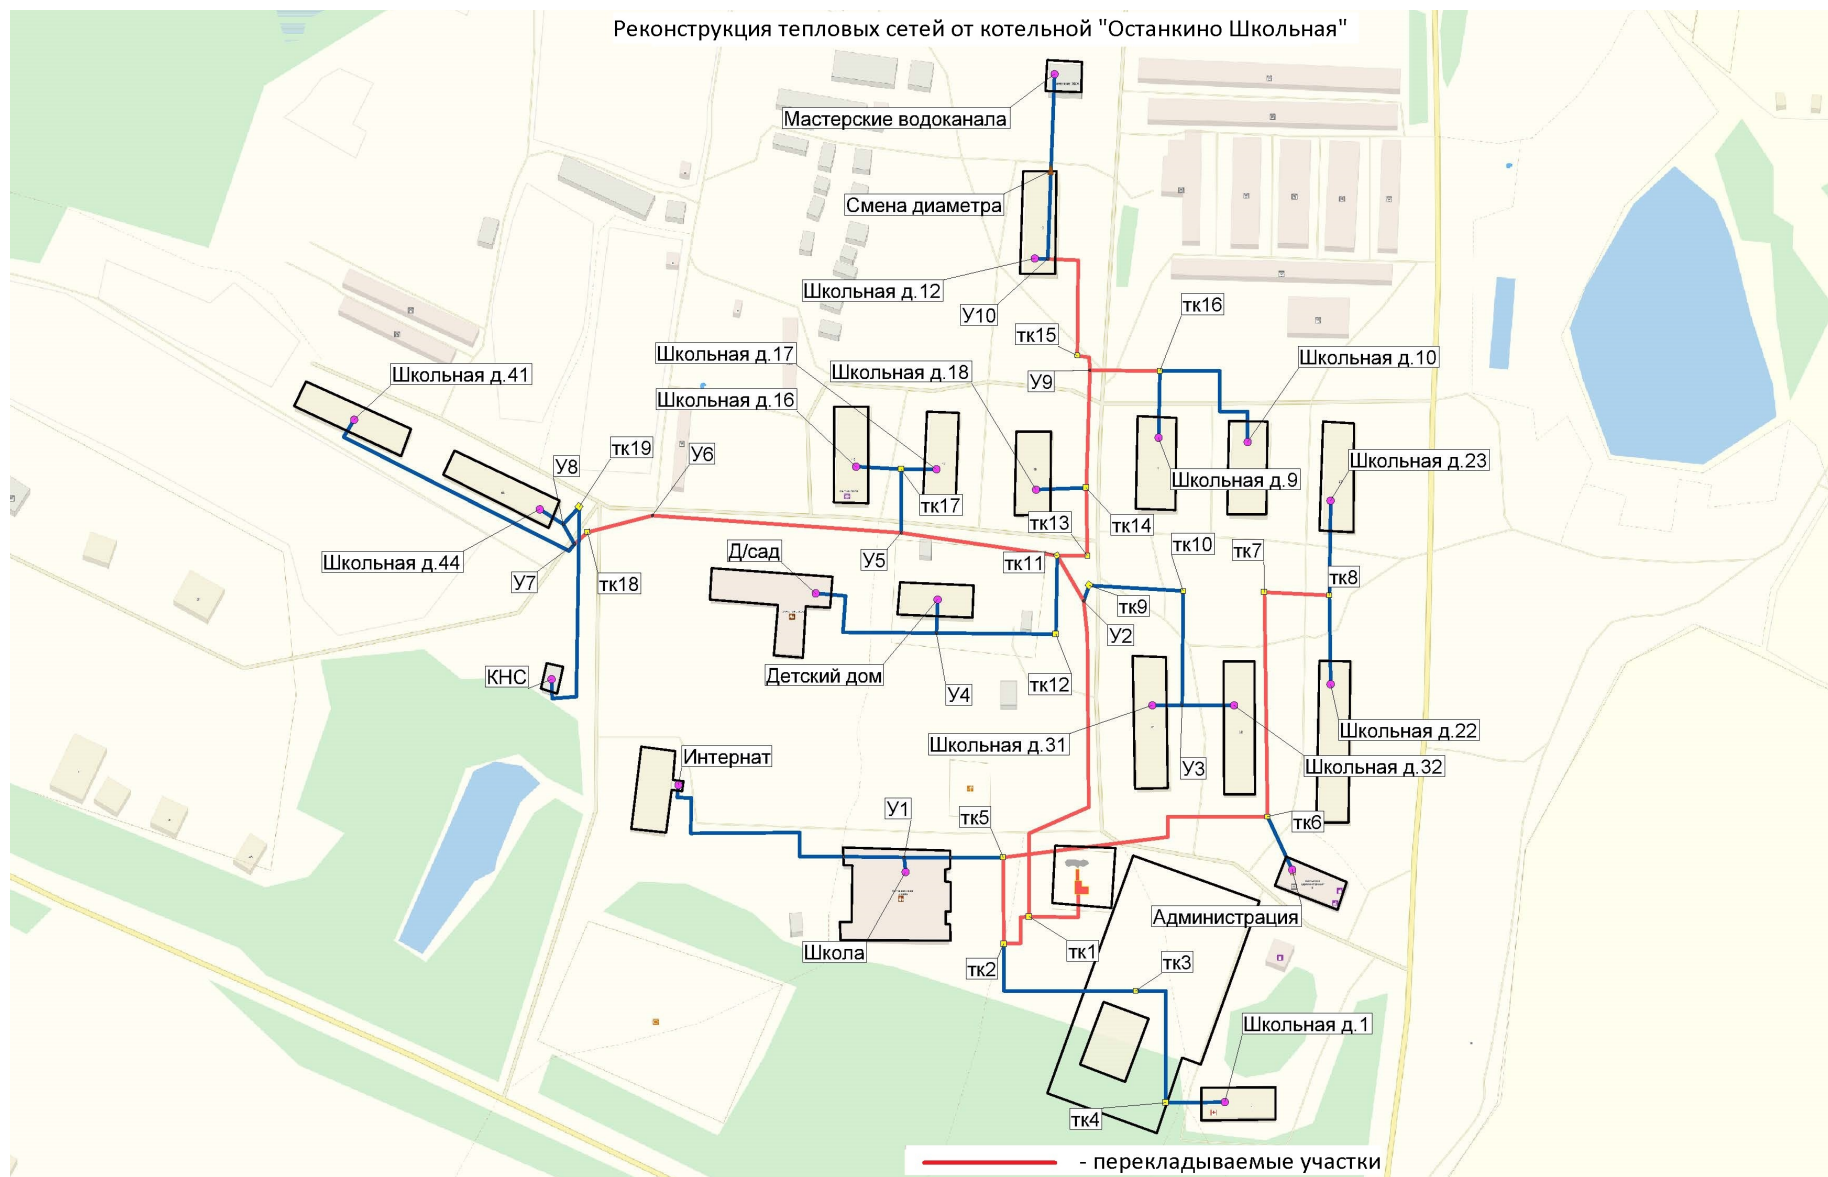 Реконструкция тепловых сетей от котельной "Останкино Школьная"
Мастерские водоканала
Смена диаметра
Школьная д.12
У10
тк16
тк15
Школьная д.17
Школьная д.10
Школьная д.41
Школьная д.18
У9
Школьная д.16
тк19
У6
У8
Школьная д.23
Школьная д.9
тк17
тк13
тк14
Школьная д.44
Д/сад
У5
тк11
тк10
тк7
тк8
У7
тк18
тк9
У2
КНС
Детский дом
У4
тк12
Школьная д.22
Школьная д.31
У3
Школьная д.32
Интернат
У1
тк5
тк6
Администрация
Школа
тк2
тк1
тк3
Школьная д.1
тк4
- перекладываемые участки